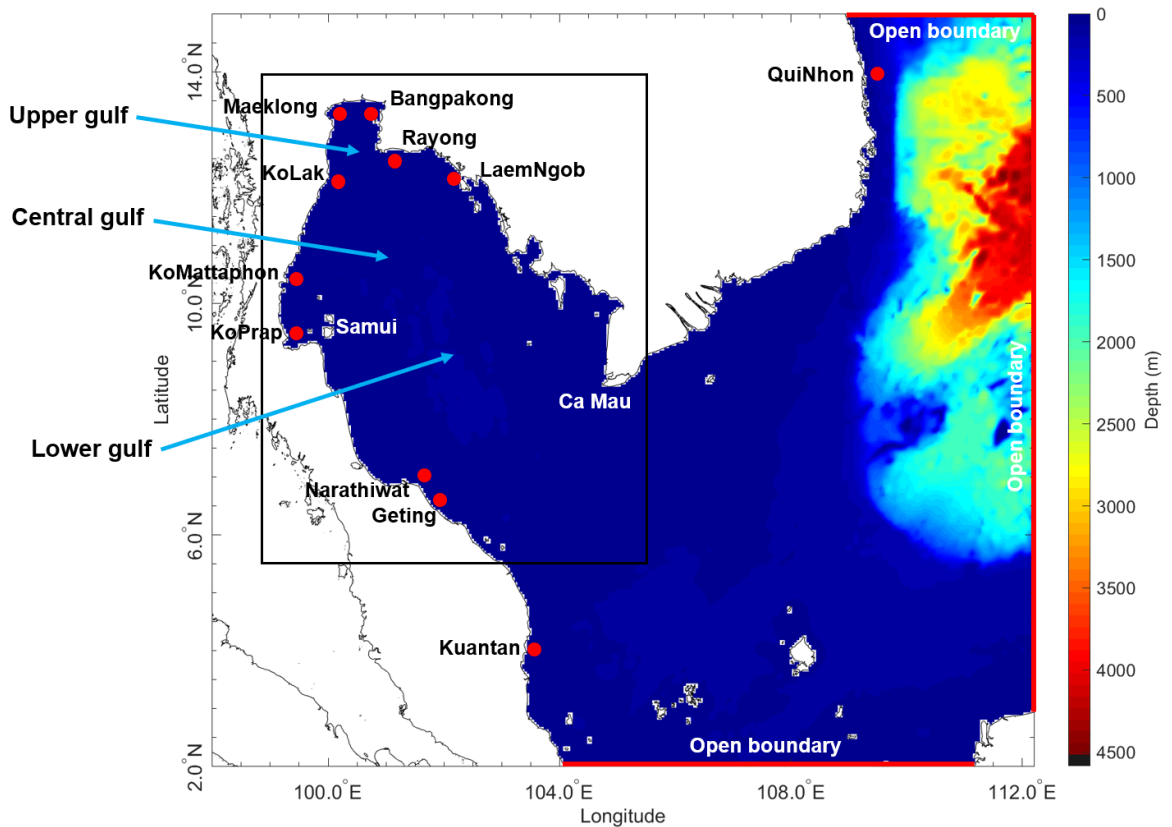 Open boundary
0
14.0°N
QuiNhon
500
Maeklong
Bangpakong
Upper gulf
Rayong
1000
KoLak
LaemNgob
1500
Central gulf
KoMattaphon
10.0°N
2000
KoPrap
Samui
Latitude
Open boundary
Depth (m)
Ca Mau
2500
Lower gulf
3000
Narathiwat
Geting
6.0°N
3500
Kuantan
4000
Open boundary
4500
2.0°N
100.0°E
104.0°E
108.0°E
112.0°E
Longitude